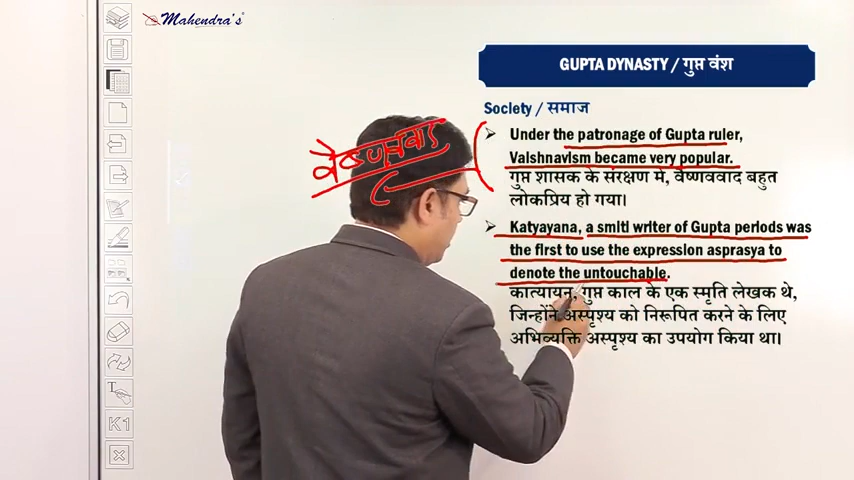 Mahendra's
GUPTA DYNASTY / गुप्त वंश
Society / समाज
Under the patronage of Gupta ruler,
Vaishnavism became very popular.
गुप्त शासक के संरक्षण में, वेष्णववाद बहुत
लोकप्रिय हो गया।
वेष्णववाद
Katyayana, a smiti writer of Gupta periods was
the first to use the expression asprasya to
denote the untouchable.
कात्यायन, गुप्त काल के एक स्मृति लेखक थे,
जिन्होंने अस्पृश्य को निरूपित करने के लिए
अभिव्यक्ति अस्पृश्य का उपयोग किया था।
K1